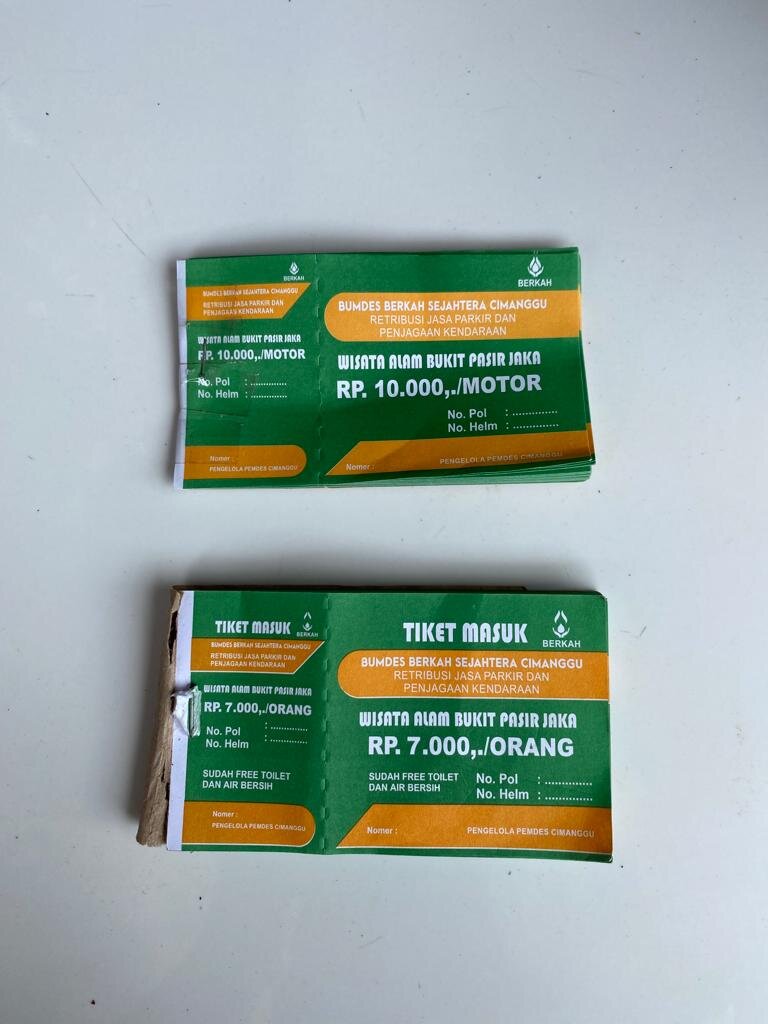 BERKAH
BUMDES BERKAH SEJAHTERA CIMANGGU
RETRIBUSI JASA PARKIR DAN
PENJAGAAN KENDARAAN
WISATA ALAM BUKIT PASIR JAKA
RP. 10.000,./MOTOR
No. Pol : ..............
No. Helm : ..............
Nomer :
PENGELOLA PEMDES CIMANGGU
BERKAH
BUMDES BERKAH SEJAHTERA CIMANGGU
RETRIBUSI JASA PARKIR DAN
PENJAGAAN KENDARAAN
WISATA ALAM BUKIT PASIR JAKA
RP. 10.000,./MOTOR
No. Pol : ..............
No. Helm : ..............
Nomer :
PENGELOLA PEMDES CIMANGGU
TIKET MASUK
BERKAH
BUMDES BERKAH SEJAHTERA CIMANGGU
RETRIBUSI JASA PARKIR DAN
PENJAGAAN KENDARAAN
WISATA ALAM BUKIT PASIR JAKA
RP. 7.000,./ORANG
No. Pol : ..............
No. Helm : ..............
SUDAH FREE TOILET
DAN AIR BERSIH
Nomer :
PENGELOLA PEMDES CIMANGGU
TIKET MASUK
BERKAH
BUMDES BERKAH SEJAHTERA CIMANGGU
RETRIBUSI JASA PARKIR DAN
PENJAGAAN KENDARAAN
WISATA ALAM BUKIT PASIR JAKA
RP. 7.000,./ORANG
SUDAH FREE TOILET
DAN AIR BERSIH
No. Pol : ..............
No. Helm : ..............
Nomer :
PENGELOLA PEMDES CIMANGGU